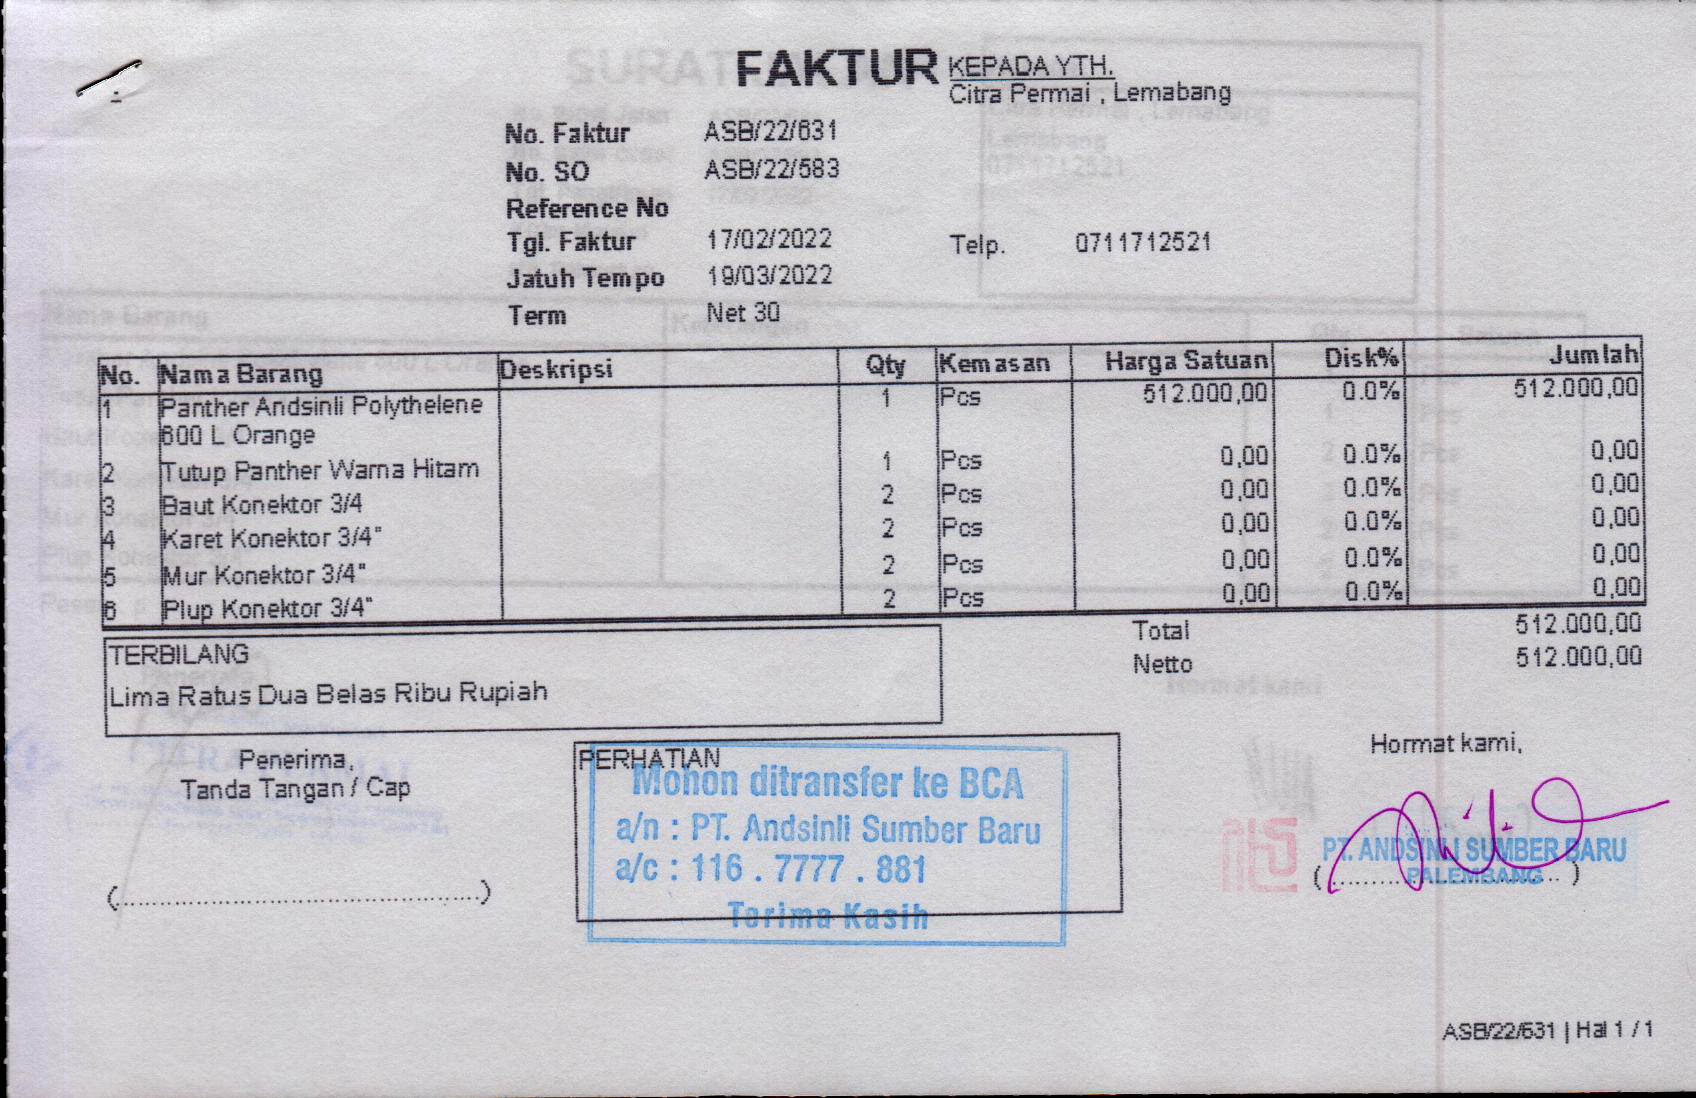 FAKTUR
KEPADA YTH.
Citra Permai , Lemabang
No. Faktur ASB/22/631
No. SO ASB/22/583
Reference No
Tgl. Faktur 17/02/2022
Telp. 0711712521
Jatuh Tempo 19/03/2022
Term Net 30
No. Nama Barang Deskripsi Qty Kemasan Harga Satuan Disk% Jumlah
1 Panther Andsinli Polythelene 1 Pcs 512.000,00 0.0% 512.000,00
600 L Orange
2 Tutup Panther Warna Hitam 1 Pcs 0,00 0.0% 0,00
3 Baut Konektor 3/4 2 Pcs 0,00 0.0% 0,00
4 Karet Konektor 3/4" 2 Pcs 0,00 0.0% 0,00
5 Mur Konektor 3/4" 2 Pcs 0,00 0.0% 0,00
6 Plup Konektor 3/4" 2 Pcs 0,00 0.0% 0,00
Total 512.000,00
Netto 512.000,00
TERBILANG
Lima Ratus Dua Belas Ribu Rupiah
Penerima,
Tanda Tangan / Cap
(..................................................)
PERHATIAN
Mohon ditransfer ke BCA
a/n : PT. Andsinli Sumber Baru
a/c : 116 . 7777 . 881
Terima Kasih
Hormat kami,
PT. ANDSINLI SUMBER BARU
PALEMBANG
ASB/22/631 | Hal 1 / 1